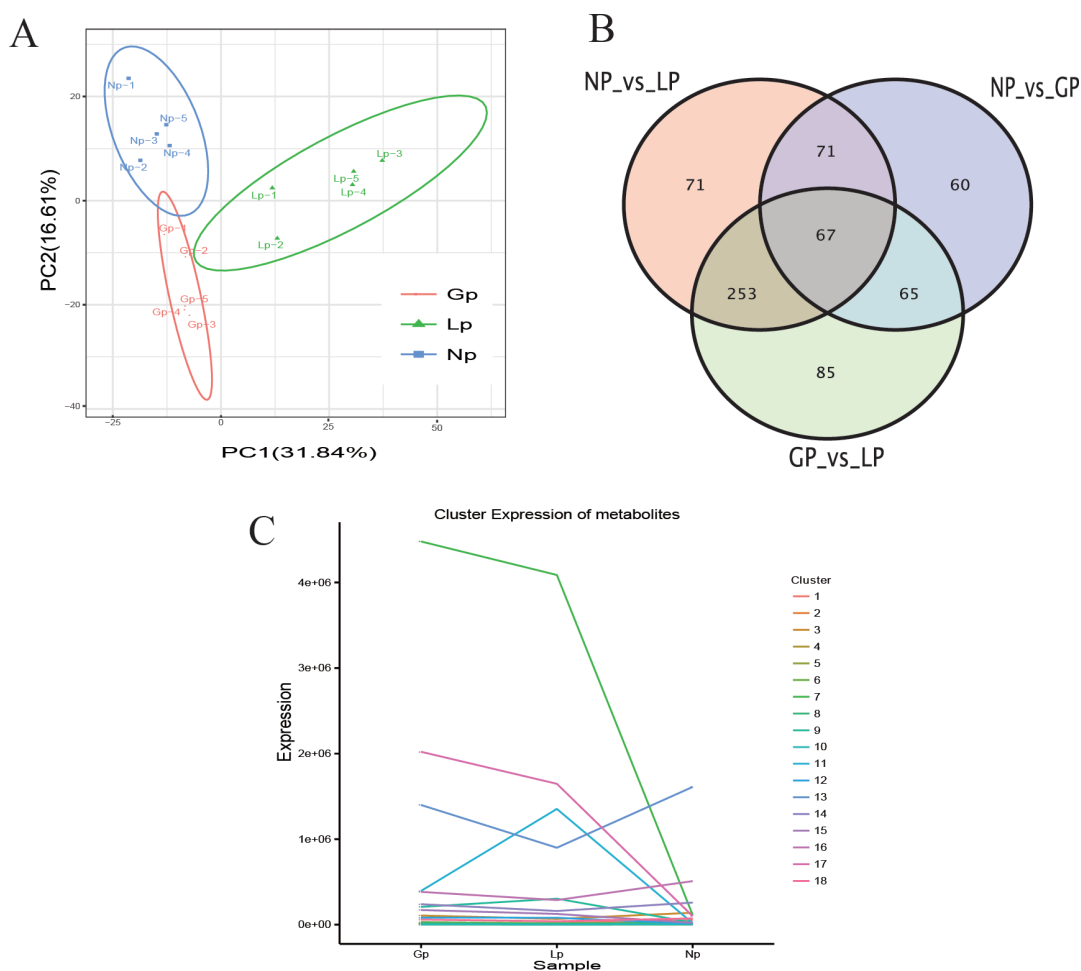 A
PC2(16.61%)
20
0
−20
−40
−25
0
25
50
PC1(31.84%)
Np-1
Np-5
Np-3
Np-4
Np-2
Lp-3
Lp-5
Lp-4
Lp-1
Lp-2
Gp-1
Gp-2
Gp-5
Gp-4
Gp-3
Gp
Lp
Np
B
NP_vs_LP
NP_vs_GP
71
71
60
67
253
65
85
GP_vs_LP
C
Cluster Expression of metabolites
Expression
4e+06
3e+06
2e+06
1e+06
0e+00
Gp
Lp
Np
Sample
Cluster
1
2
3
4
5
6
7
8
9
10
11
12
13
14
15
16
17
18